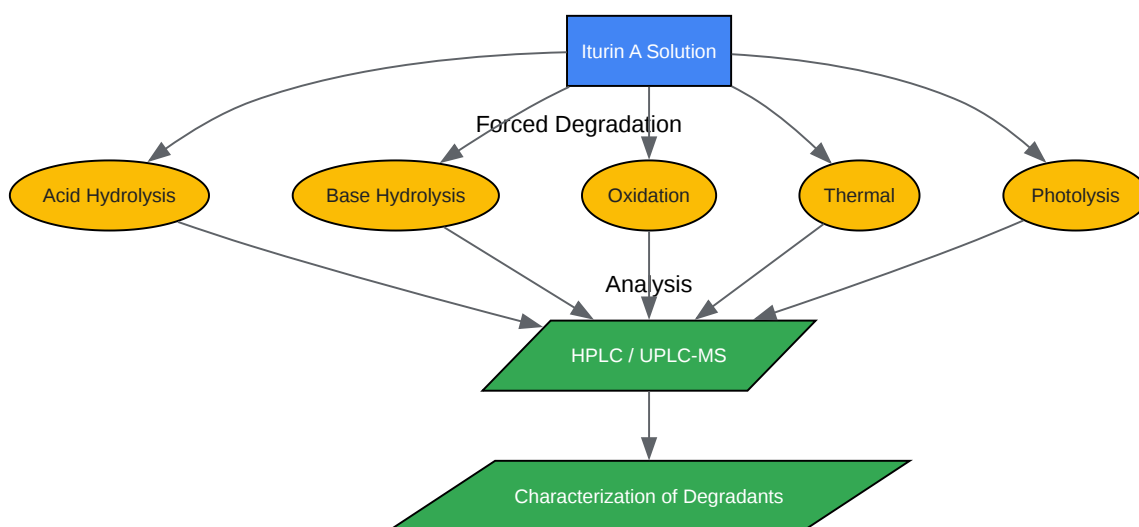 Iturin A Solution
Forced Degradation
Acid Hydrolysis
Base Hydrolysis
Oxidation
Thermal
Photolysis
Analysis
HPLC / UPLC-MS
Characterization of Degradants